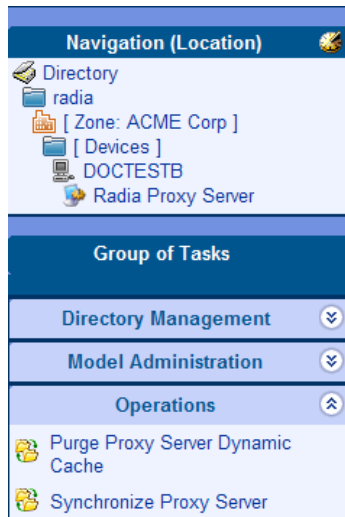 Navigation (Location)
Directory
radia
[ Zone: ACME Corp ]
[ Devices ]
DOCTESTB
Radia Proxy Server
Group of Tasks
Directory Management
Model Administration
Operations
Purge Proxy Server Dynamic
Cache
Synchronize Proxy Server